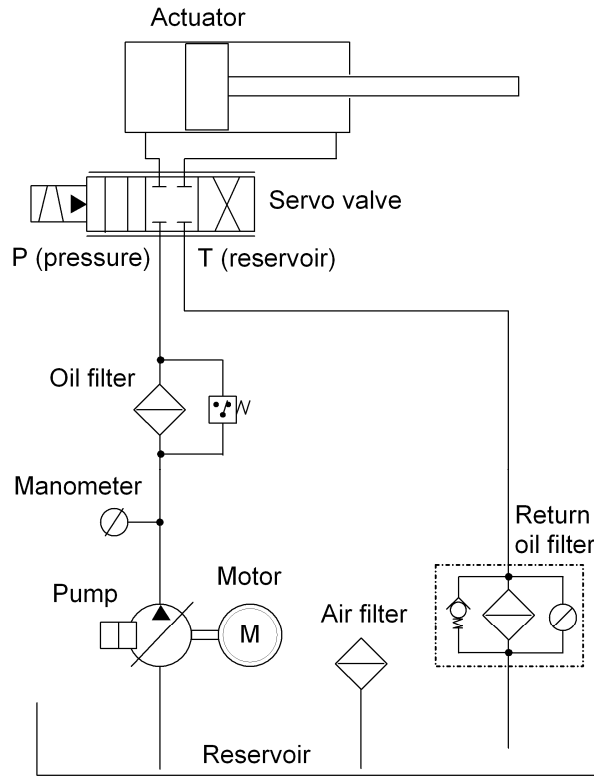 Actuator
Servo valve
P (pressure)
T (reservoir)
Oil filter
Manometer
Return
oil filter
Pump
Motor
M
Air filter
Reservoir